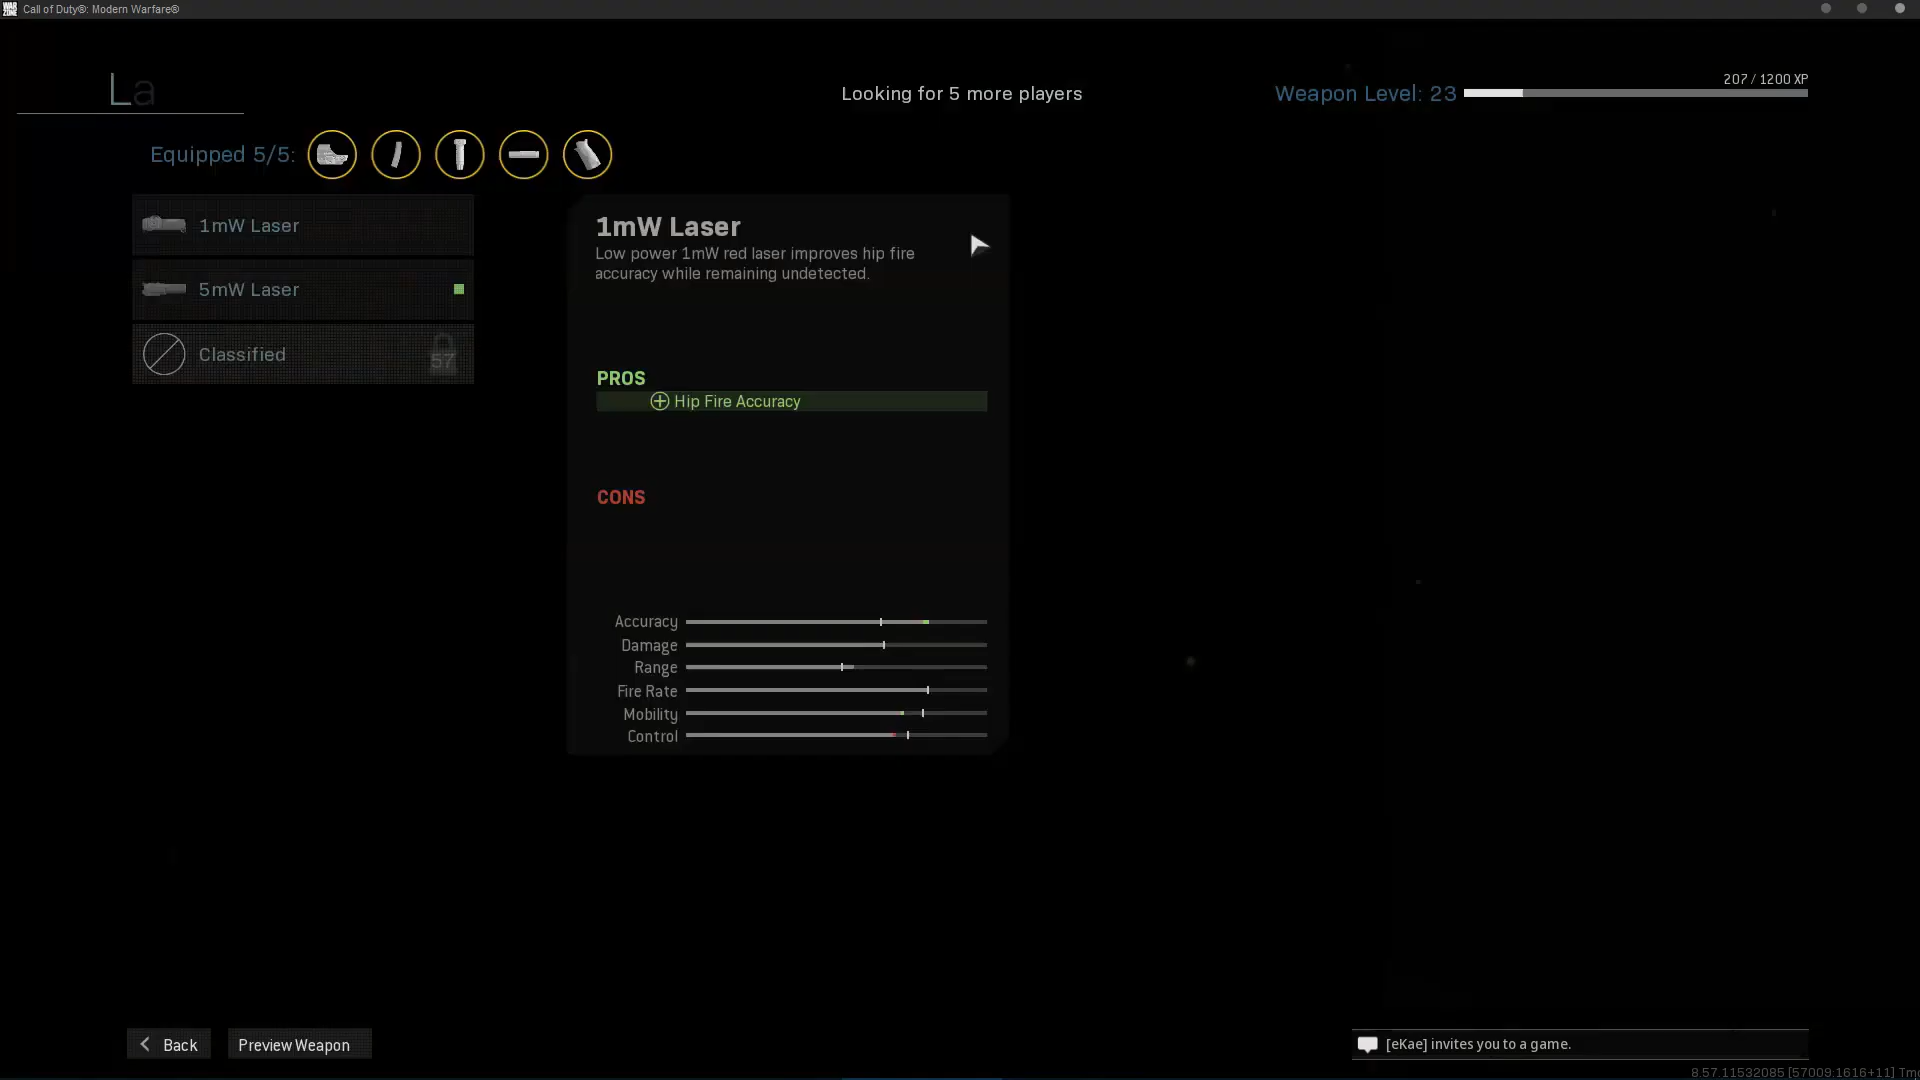 WAR ZONE Call of Duty®: Modern Warfare®
La
Looking for 5 more players
Weapon Level: 23
207 / 1200 XP
Equipped 5/5:
1mW Laser
5mW Laser
Classified
57
1mW Laser
Low power 1mW red laser improves hip fire
accuracy while remaining undetected.
PROS
Hip Fire Accuracy
CONS
Accuracy
Damage
Range
Fire Rate
Mobility
Control
Back
Preview Weapon
[eKae] invites you to a game.
8.57.11532085 [57009:1616+11] Tm